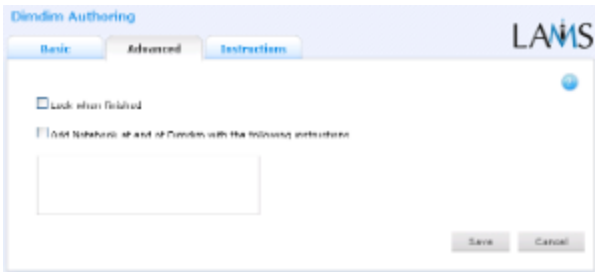 Dimdim Authoring
LAMS
Basic Advanced Instructions
Lock when finished
Add Notebook at end of Dimdim with the following instructions
Save Cancel